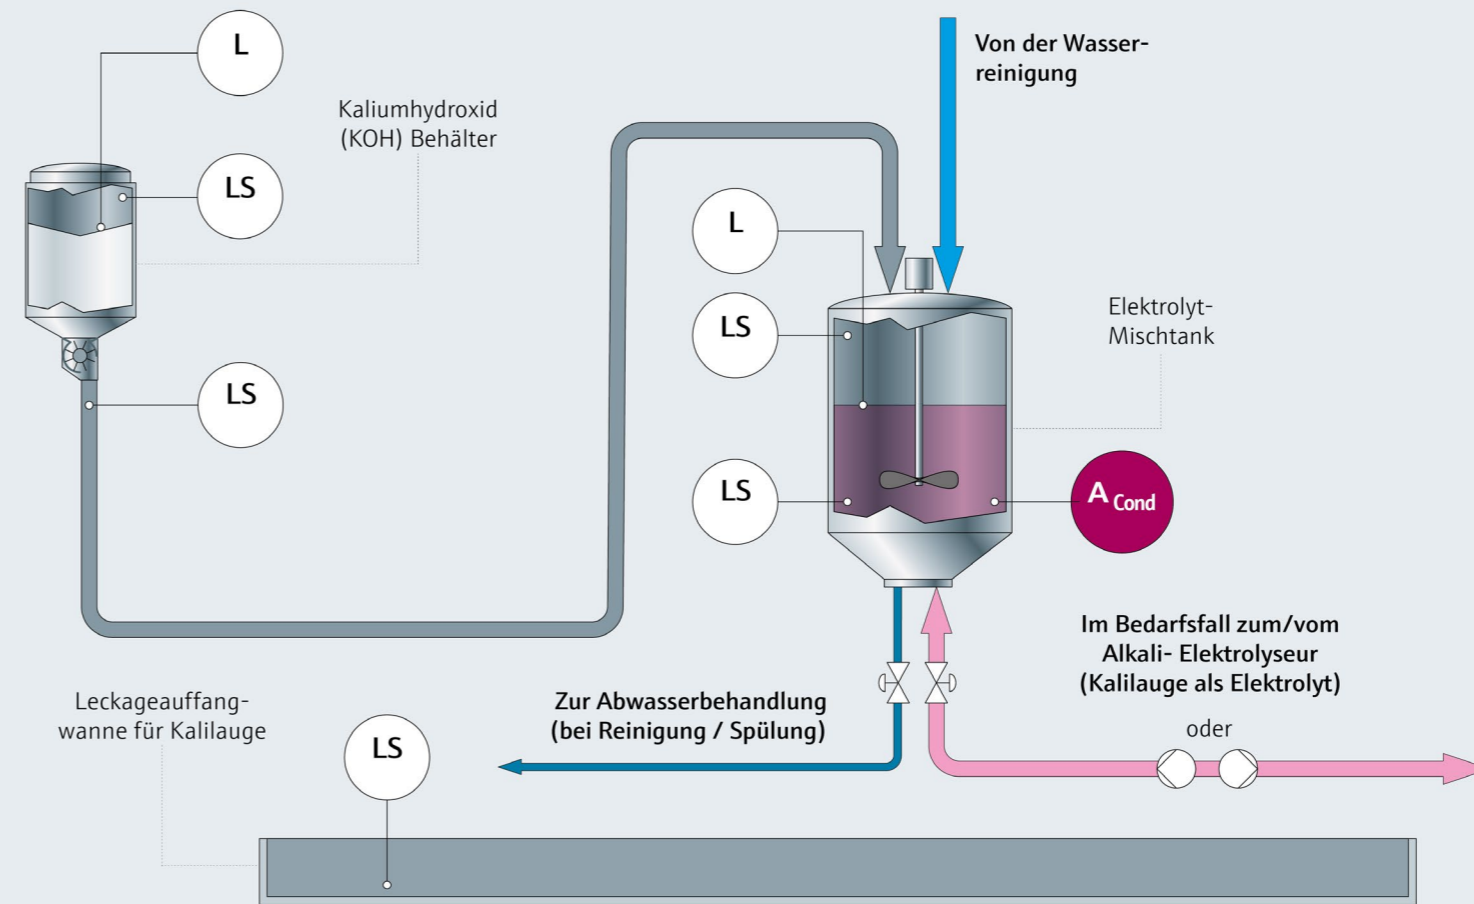 L
Kaliumhydroxid
(KOH) Behälter
LS
LS
Von der Wasser-
reinigung
L
LS
LS
Elektrolyt-
Mischtank
A Cond
Im Bedarfsfall zum/vom
Alkali- Elektrolyseur
(Kalilauge als Elektrolyt)
oder
Zur Abwasserbehandlung
(bei Reinigung / Spülung)
Leckageauffang-
wanne für Kalilauge
LS